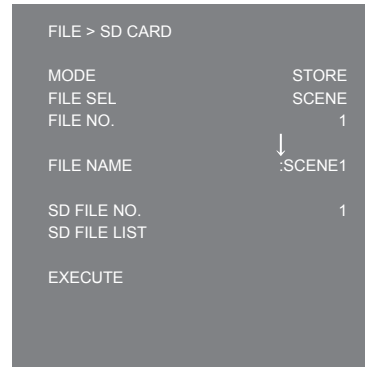 FILE > SD CARD
MODE STORE
FILE SEL SCENE
FILE NO. 1
↓
FILE NAME :SCENE1
SD FILE NO. 1
SD FILE LIST
EXECUTE